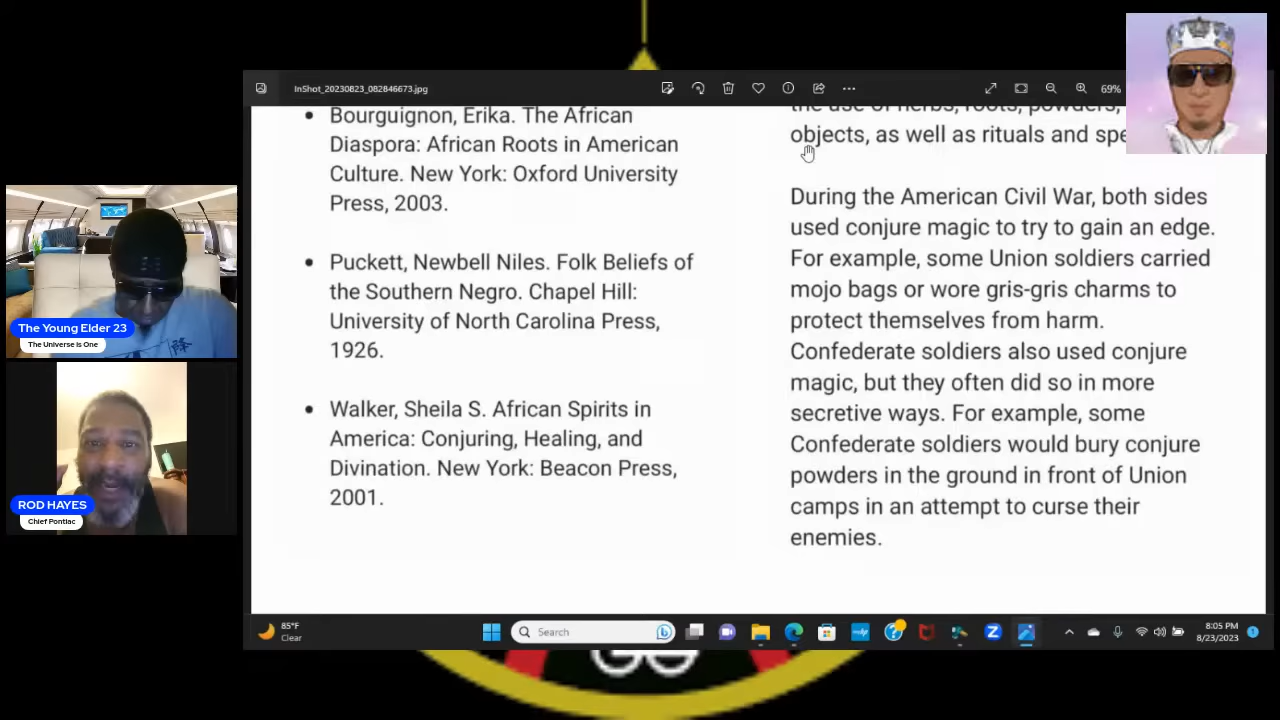 InShot_20230823_082846673.jpg
69%
Bourguignon, Erika. The African
Diaspora: African Roots in American
Culture. New York: Oxford University
Press, 2003.
Puckett, Newbell Niles. Folk Beliefs of
the Southern Negro. Chapel Hill:
University of North Carolina Press,
1926.
Walker, Sheila S. African Spirits in
America: Conjuring, Healing, and
Divination. New York: Beacon Press,
2001.
the use of herbs, roots, powders,
objects, as well as rituals and spe
During the American Civil War, both sides
used conjure magic to try to gain an edge.
For example, some Union soldiers carried
mojo bags or wore gris-gris charms to
protect themselves from harm.
Confederate soldiers also used conjure
magic, but they often did so in more
secretive ways. For example, some
Confederate soldiers would bury conjure
powders in the ground in front of Union
camps in an attempt to curse their
enemies.
The Young Elder 23
The Universe is One
ROD HAYES
Chief Pontiac
85°F
Clear
Search
8:05 PM
8/23/2023